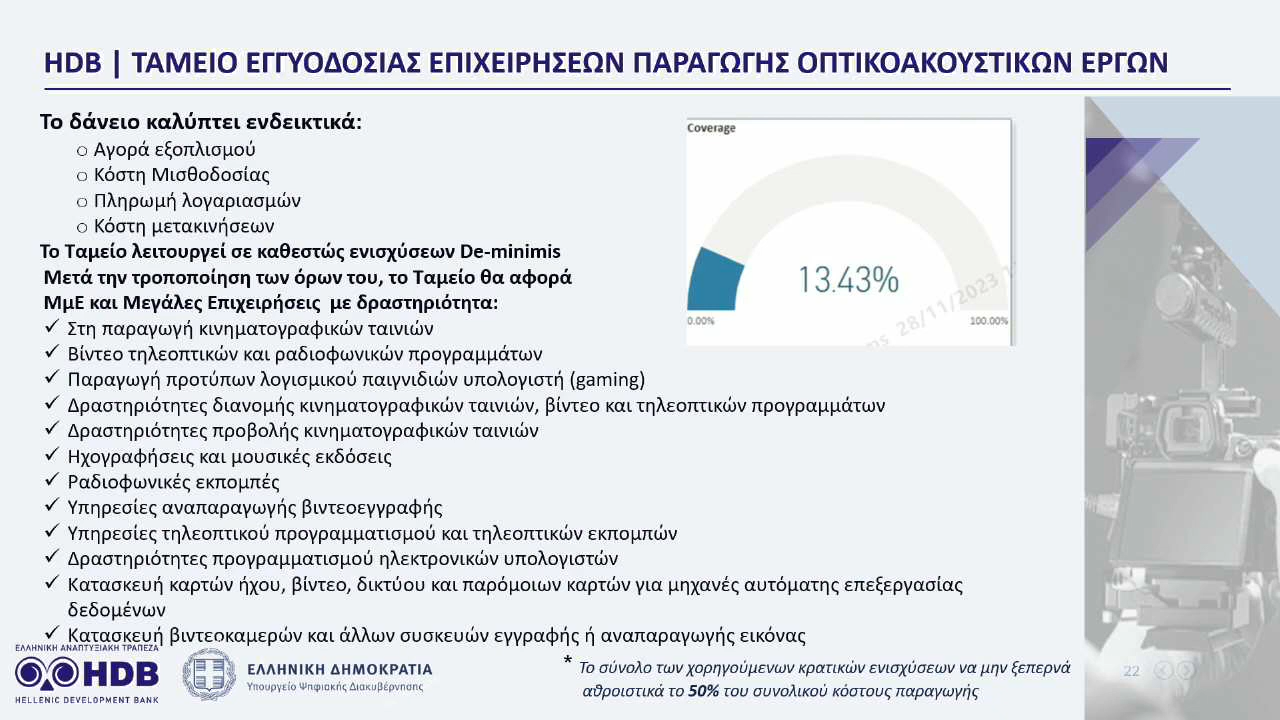 HDB | ΤΑΜΕΙΟ ΕΓΓΥΟΔΟΣΙΑΣ ΕΠΙΧΕΙΡΗΣΕΩΝ ΠΑΡΑΓΩΓΗΣ ΟΠΤΙΚΟΑΚΟΥΣΤΙΚΩΝ ΕΡΓΩΝ
Το δάνειο καλύπτει ενδεικτικά:
o Αγορά εξοπλισμού
o Κόστη Μισθοδοσίας
o Πληρωμή λογαριασμών
o Κόστη μετακινήσεων
Το Ταμείο λειτουργεί σε καθεστώς ενισχύσεων De-minimis
Μετά την τροποποίηση των όρων του, το Ταμείο θα αφορά
ΜμΕ και Μεγάλες Επιχειρήσεις με δραστηριότητα:
✓ Στη παραγωγή κινηματογραφικών ταινιών
✓ Βίντεο τηλεοπτικών και ραδιοφωνικών προγραμμάτων
✓ Παραγωγή προτύπων λογισμικού παιγνιδιών υπολογιστή (gaming)
✓ Δραστηριότητες διανομής κινηματογραφικών ταινιών, βίντεο και τηλεοπτικών προγραμμάτων
✓ Δραστηριότητες προβολής κινηματογραφικών ταινιών
✓ Ηχογραφήσεις και μουσικές εκδόσεις
✓ Ραδιοφωνικές εκπομπές
✓ Υπηρεσίες αναπαραγωγής βιντεοεγγραφής
✓ Υπηρεσίες τηλεοπτικού προγραμματισμού και τηλεοπτικών εκπομπών
✓ Δραστηριότητες προγραμματισμού ηλεκτρονικών υπολογιστών
✓ Κατασκευή καρτών ήχου, βίντεο, δικτύου και παρόμοιων καρτών για μηχανές αυτόματης επεξεργασίας
δεδομένων
✓ Κατασκευή βιντεοκαμερών και άλλων συσκευών εγγραφής ή αναπαραγωγής εικόνας
Coverage
13.43%
0.00%
100.00%
28/11/2023
ΕΛΛΗΝΙΚΗ ΑΝΑΠΤΥΞΙΑΚΗ ΤΡΑΠΕΖΑ
HDB
HELLENIC DEVELOPMENT BANK
ΕΛΛΗΝΙΚΗ ΔΗΜΟΚΡΑΤΙΑ
Υπουργείο Ψηφιακής Διακυβέρνησης
* Το σύνολο των χορηγούμενων κρατικών ενισχύσεων να μην ξεπερνά
αθροιστικά το 50% του συνολικού κόστους παραγωγής
22